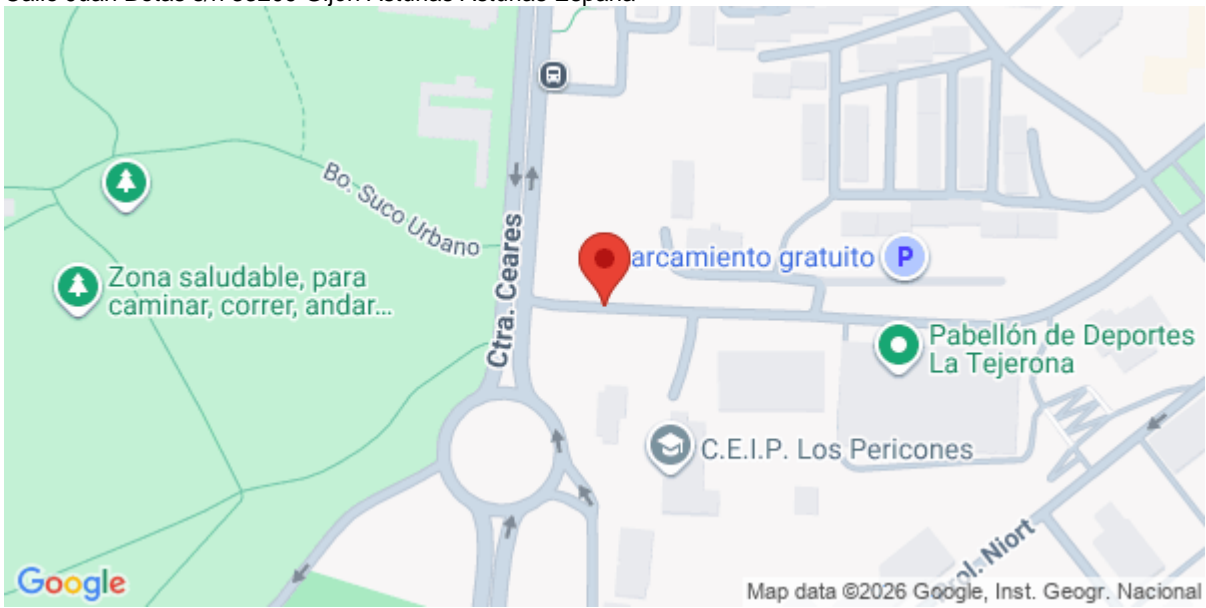 Bo. Suco Urbano
Ctra. Ceares
arcamiento gratuito
P
Zona saludable, para
caminar, correr, andar...
Pabellón de Deportes
La Tejerona
C.E.I.P. Los Pericones
Niort
Google
Map data ©2026 Google, Inst. Geogr. Nacional